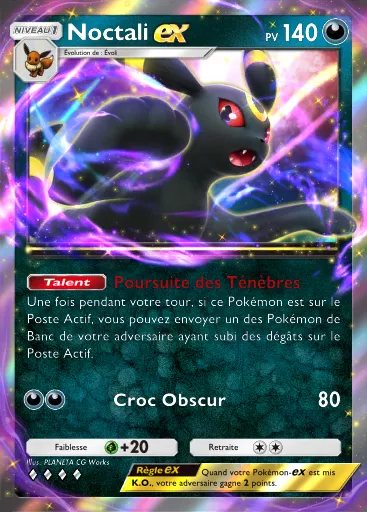 NIVEAU 1
Noctali ex
PV 140
Évolution de : Évoli
Talent Poursuite des Ténèbres
Une fois pendant votre tour, si ce Pokémon est sur le
Poste Actif, vous pouvez envoyer un des Pokémon de
Banc de votre adversaire ayant subi des dégâts sur le
Poste Actif.
Croc Obscur 80
Faiblesse +20
Retraite
Illus. PLANETA CG Works
Règle ex
Quand votre Pokémon-ex est mis
K.O., votre adversaire gagne 2 points.